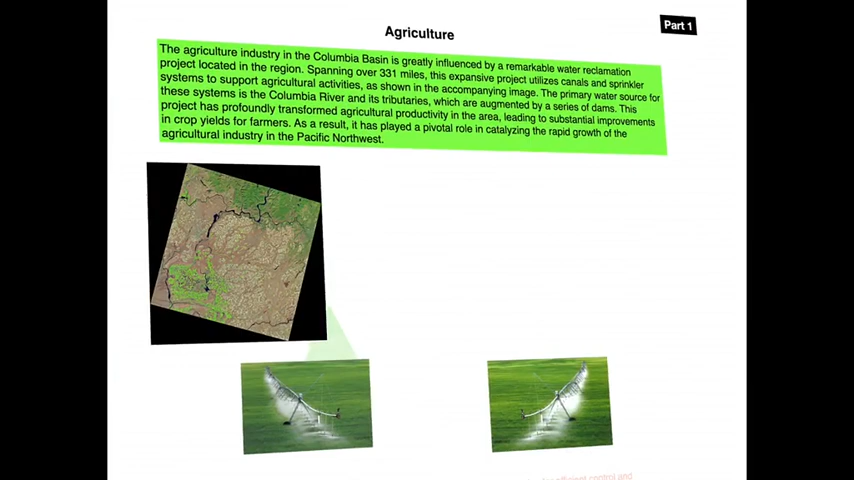 Part 1
Agriculture
The agriculture industry in the Columbia Basin is greatly influenced by a remarkable water reclamation
project located in the region. Spanning over 331 miles, this expansive project utilizes canals and sprinkler
systems to support agricultural activities, as shown in the accompanying image. The primary water source for
these systems is the Columbia River and its tributaries, which are augmented by a series of dams. This
project has profoundly transformed agricultural productivity in the area, leading to substantial improvements
in crop yields for farmers. As a result, it has played a pivotal role in catalyzing the rapid growth of the
agricultural industry in the Pacific Northwest.
efficient control and